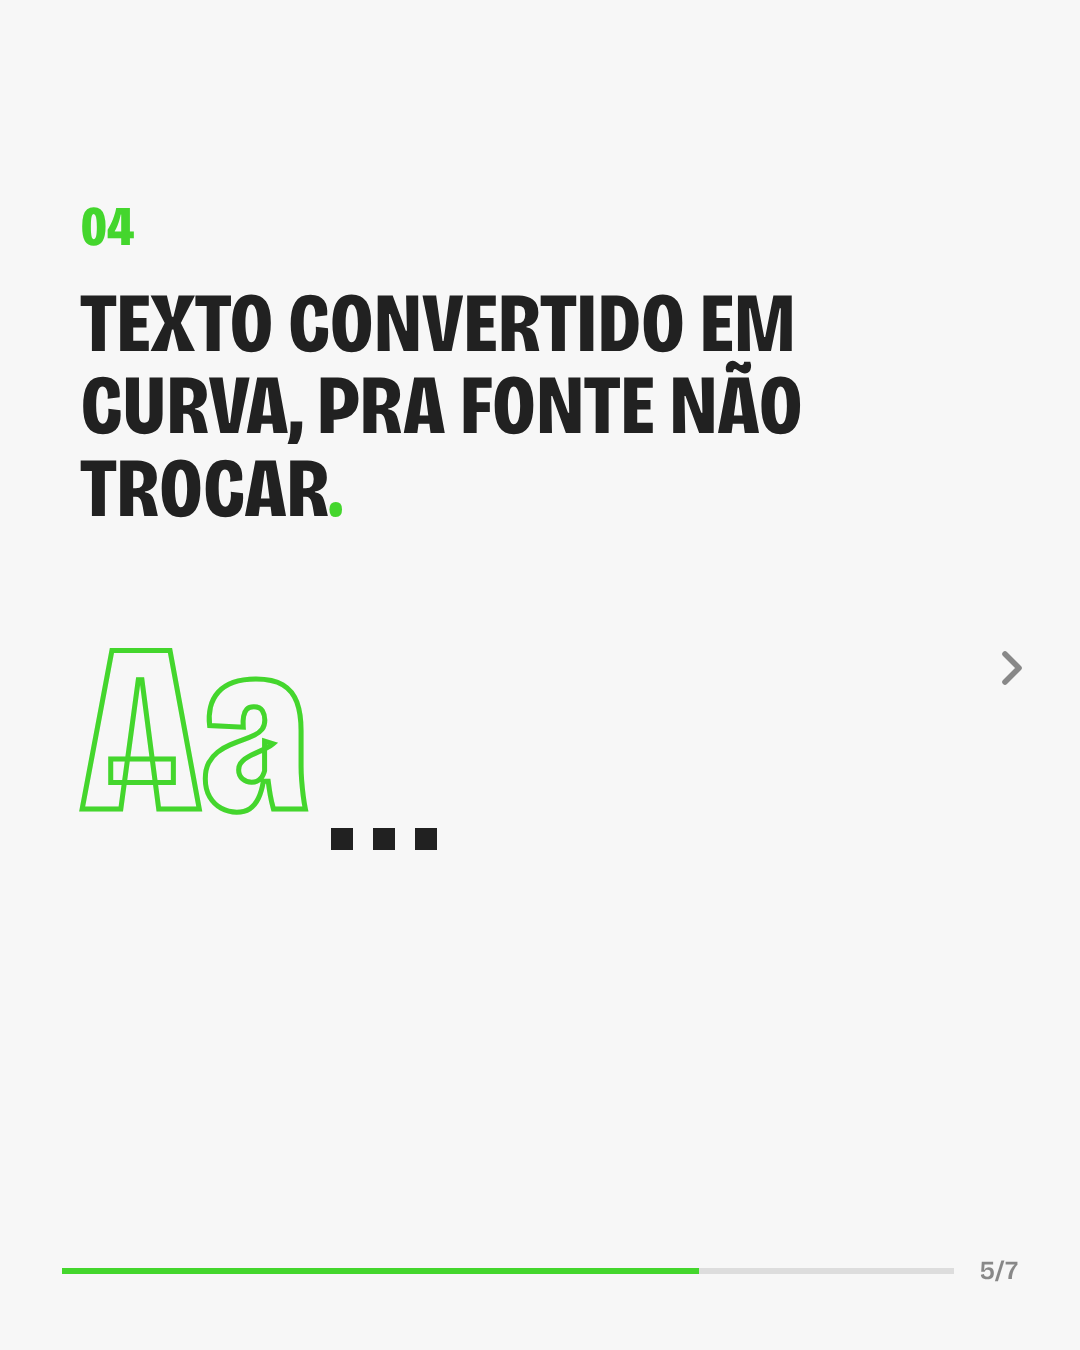 04
TEXTO CONVERTIDO EM
CURVA, PRA FONTE NÃO
TROCAR.
Aa
5/7